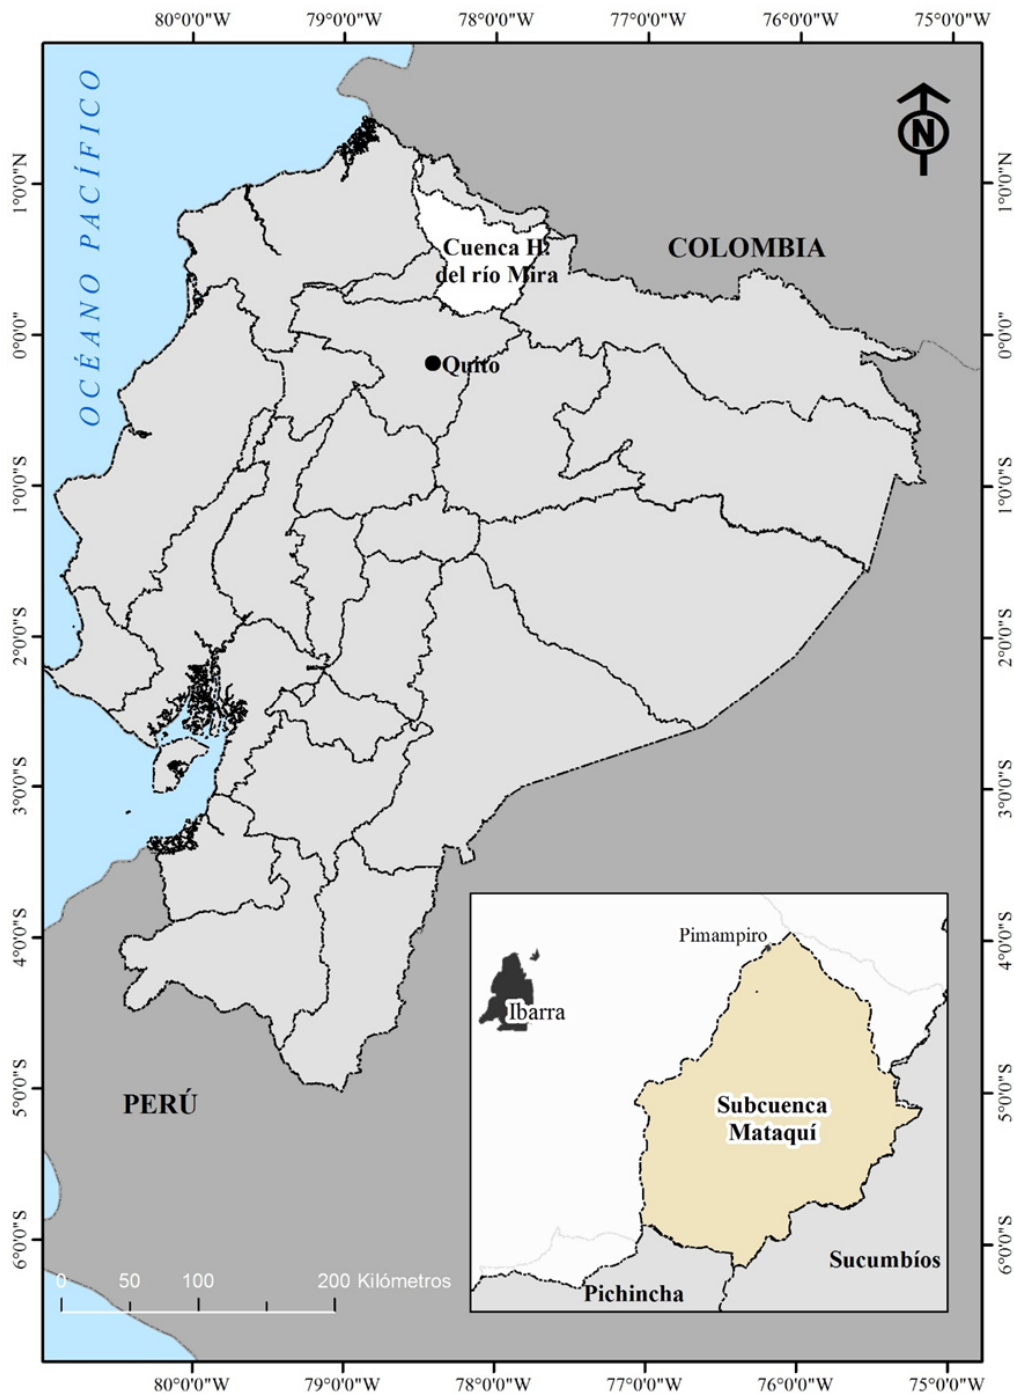 80°0'0"W 79°0'0"W 78°0'0"W 77°0'0"W 76°0'0"W 75°0'0"W
OCÉANO PACÍFICO
N
1°0'0"N
1°0'0"N
COLOMBIA
Cuenca H.
del río Mira
0°0'0"
0°0'0"
Quito
1°0'0"S
1°0'0"S
2°0'0"S
2°0'0"S
3°0'0"S
3°0'0"S
4°0'0"S
4°0'0"S
Pimampiro
Ibarra
5°0'0"S
5°0'0"S
PERÚ
Subcuenca
Mataquí
6°0'0"S
6°0'0"S
Sucumbíos
Pichincha
0 50 100 200 Kilómetros
80°0'0"W 79°0'0"W 78°0'0"W 77°0'0"W 76°0'0"W 75°0'0"W